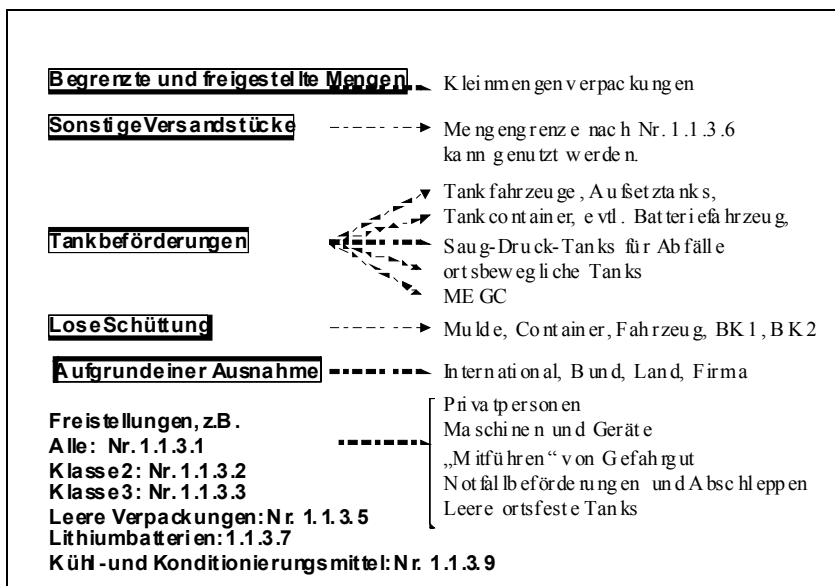 Begrenzte und freigestellte Mengen
Kleinmengenverpackungen
Sonstige Versandstücke
Mengengrenze nach Nr. 1.1.3.6
kann genutzt werden.
Tankbeförderungen
Tankfahrzeuge, Aufsetztanks,
Tankcontainer, evtl. Batteriefahrzeug,
Saug-Druck-Tanks für Abfälle
ortsbewegliche Tanks
MEGC
Lose Schüttung
Mulde, Container, Fahrzeug, BK1, BK2
Aufgrund einer Ausnahme
International, Bund, Land, Firma
Freistellungen, z.B.
Alle: Nr. 1.1.3.1
Klasse 2: Nr. 1.1.3.2
Klasse 3: Nr. 1.1.3.3
Leere Verpackungen: Nr. 1.1.3.5
Lithiumbatterien: 1.1.3.7
Kühl- und Konditionierungsmittel: Nr. 1.1.3.9
Privatpersonen
Maschinen und Geräte
„Mitführen“ von Gefahrgut
Notfallbeförderungen und Abschleppen
Leere ortsfeste Tanks